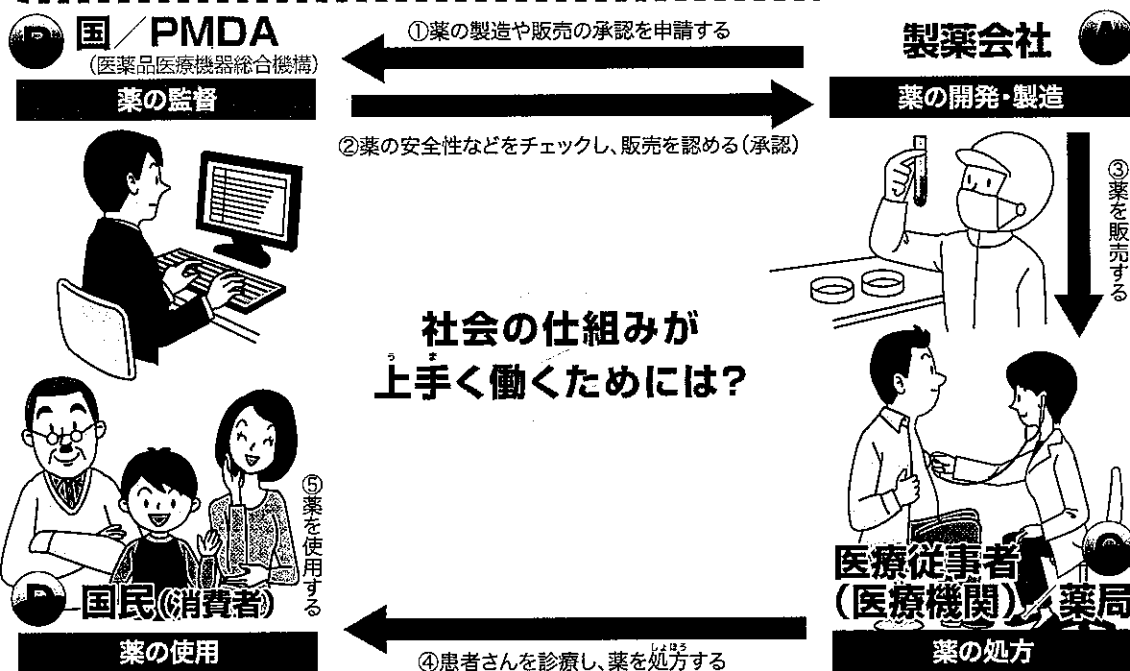 B 国/PMDA
(医薬品医療機器総合機構)
薬の監督
①薬の製造や販売の承認を申請する
製薬会社 A
薬の開発・製造
②薬の安全性などをチェックし、販売を認める(承認)
③薬を販売する
社会の仕組みが
うま
上手く働くためには?
⑤薬を使用する
D 国民(消費者)
薬の使用
医療従事者
(医療機関)/薬局
C
薬の処方
しょほう
④患者さんを診療し、薬を処方する